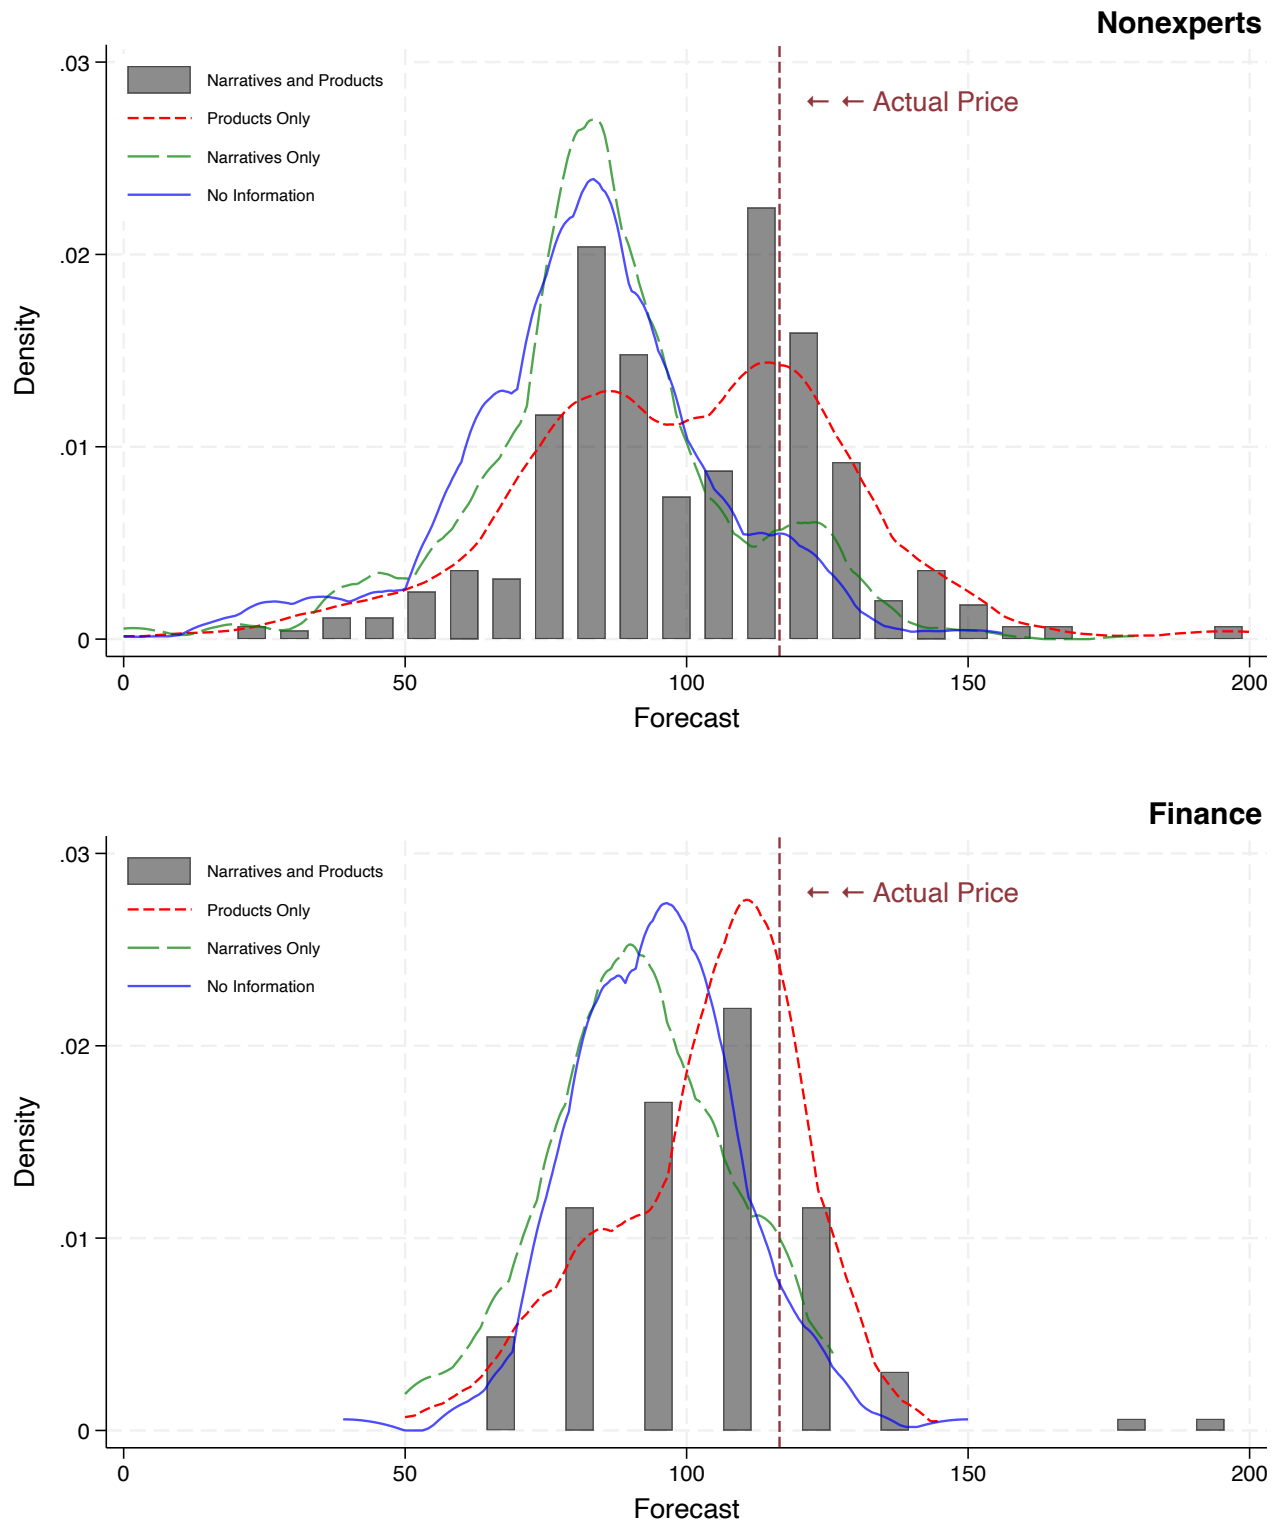 Nonexperts
.03
Narratives and Products
← ← Actual Price
Products Only
Narratives Only
No Information
.02
Density
.01
0
0 50 100 150 200
Forecast
Finance
.03
Narratives and Products
← ← Actual Price
Products Only
Narratives Only
No Information
.02
Density
.01
0
0 50 100 150 200
Forecast